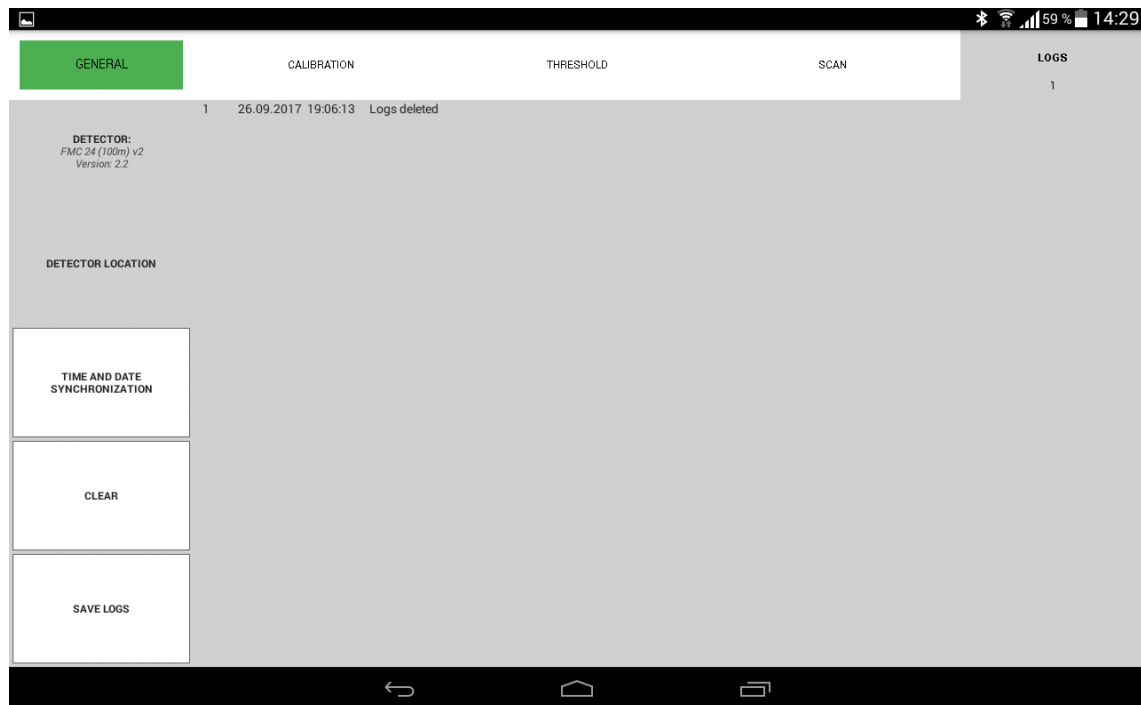 59 % 14:29
GENERAL CALIBRATION THRESHOLD SCAN LOGS
1
1 26.09.2017 19:06:13 Logs deleted
DETECTOR:
FMC 24 (100m) v2
Version: 2.2
DETECTOR LOCATION
TIME AND DATE
SYNCHRONIZATION
CLEAR
SAVE LOGS